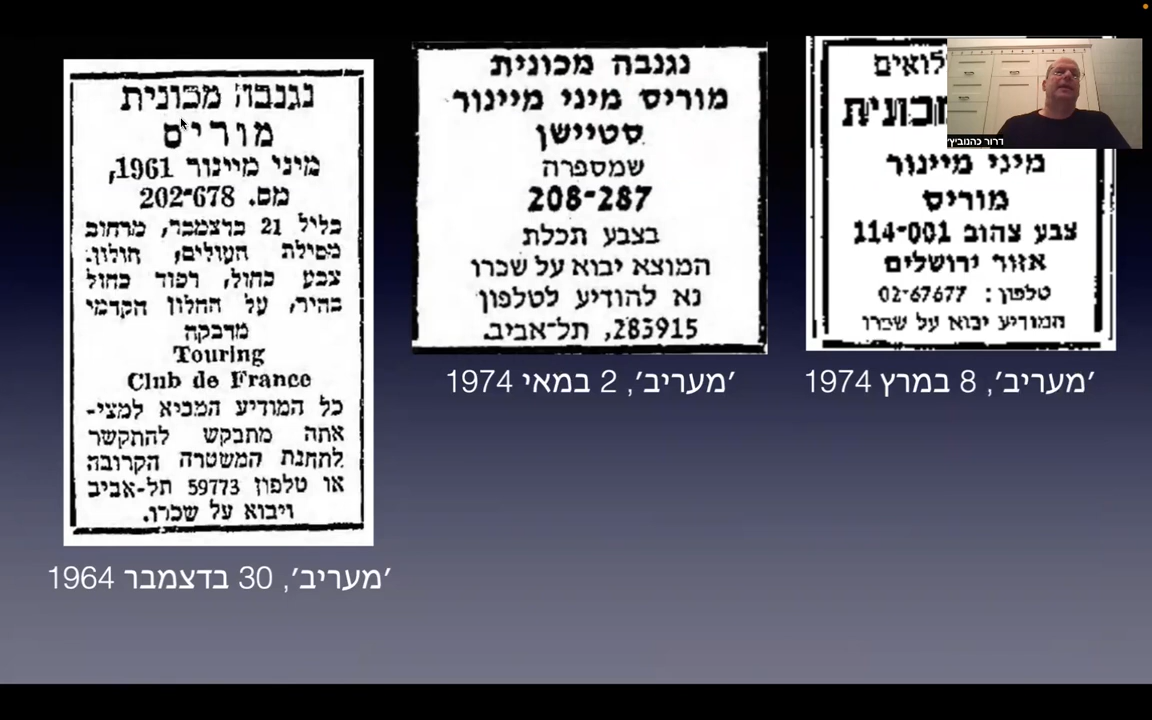 נגנבה מכונית
מוריס
מיני מיינור 1961,
מס. 202-678
בליל 21 בדצמבר, מרחוב
מסילת העולים, חולון.
צבע כחול, רפוד כחול
בהיר, על החלון הקדמי
מדבקה
Touring
Club de France
כל המודיע המביא למצי-
אתה מתבקש להתקשר
לתחנת המשטרה הקרובה
או טלפון 59773 תל-אביב
ויבוא על שכרו.
'מעריב', 30 בדצמבר 1964
נגנבה מכונית
מוריס מיני מיינור
סטיישן
שמספרה
208-287
בצבע תכלת
המוצא יבוא על שכרו
נא להודיע לטלפון
283915, תל-אביב.
'מעריב', 2 במאי 1974
מיני מיינור
מוריס
צבע צהוב 114-001
אזור ירושלים
טלפון: 02-67677
המודיע יבוא על שכרו
'מעריב', 8 במרץ 1974
דרור כהנוביץ'